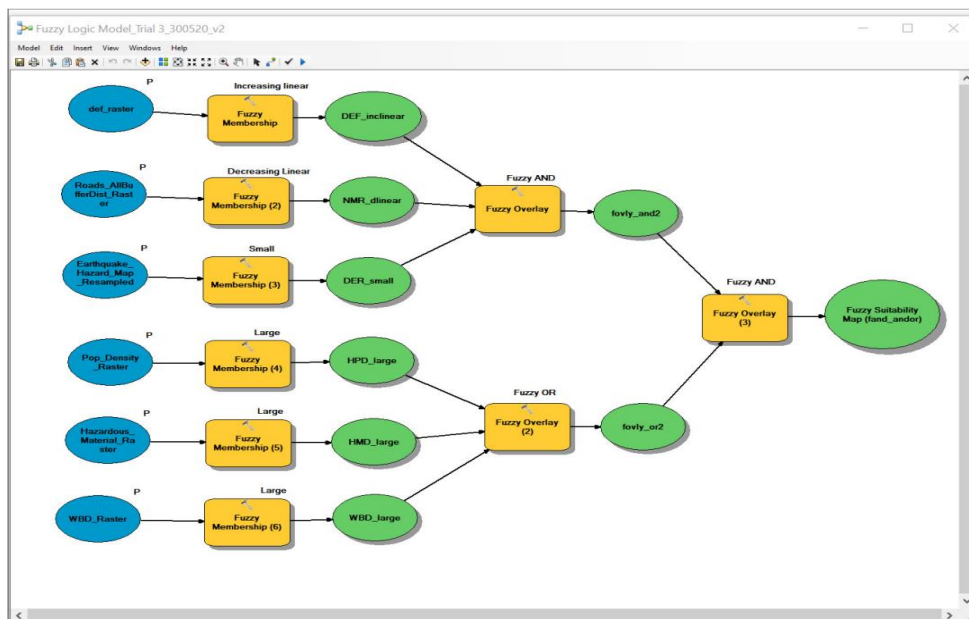 Fuzzy Logic Model_Trial 3_300520_v2
Model Edit Insert View Windows Help
P
Increasing linear
def_raster
Fuzzy
Membership
DEF_inclinear
P
Decreasing Linear
Roads_AllBu
fferDist_Rast
er
Fuzzy
Membership (2)
NMR_dlinear
Fuzzy AND
Fuzzy Overlay
fovly_and2
P
Small
Earthquake_
Hazard_Map
_Resampled
Fuzzy
Membership (3)
DER_small
Fuzzy AND
Fuzzy Overlay
(3)
Fuzzy Suitability
Map (fand_andor)
P
Large
Pop_Density
_Raster
Fuzzy
Membership (4)
HPD_large
Fuzzy OR
Fuzzy Overlay
(2)
fovly_or2
P
Large
Hazardous_
Material_Ra
ster
Fuzzy
Membership (5)
HMD_large
P
Large
WBD_Raster
Fuzzy
Membership (6)
WBD_large